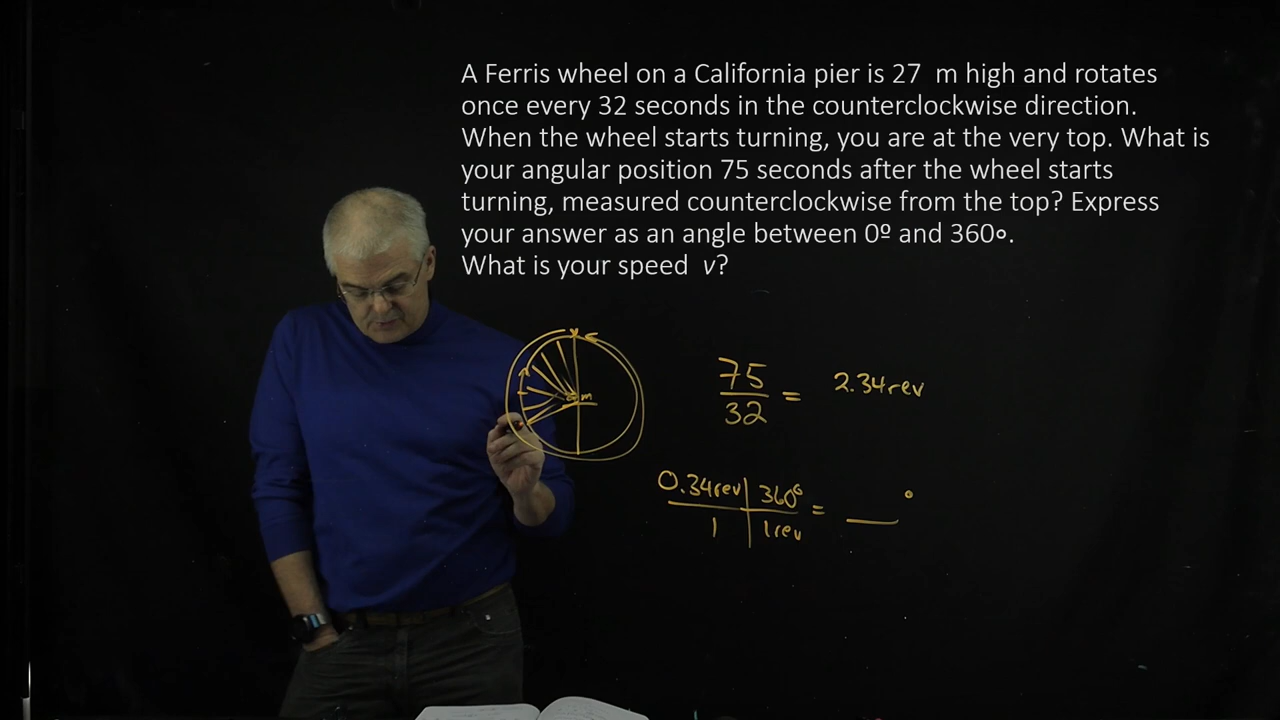 A Ferris wheel on a California pier is 27 m high and rotates
once every 32 seconds in the counterclockwise direction.
When the wheel starts turning, you are at the very top. What is
your angular position 75 seconds after the wheel starts
turning, measured counterclockwise from the top? Express
your answer as an angle between 0º and 360∘.
What is your speed v?
75
32
=
2.34rev
0.34rev
360°
1
1rev
= __°